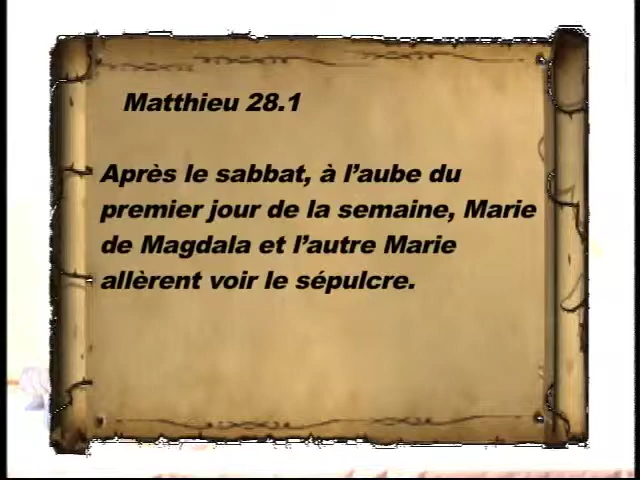 Matthieu 28.1
Après le sabbat, à l'aube du
premier jour de la semaine, Marie
de Magdala et l'autre Marie
allèrent voir le sépulcre.